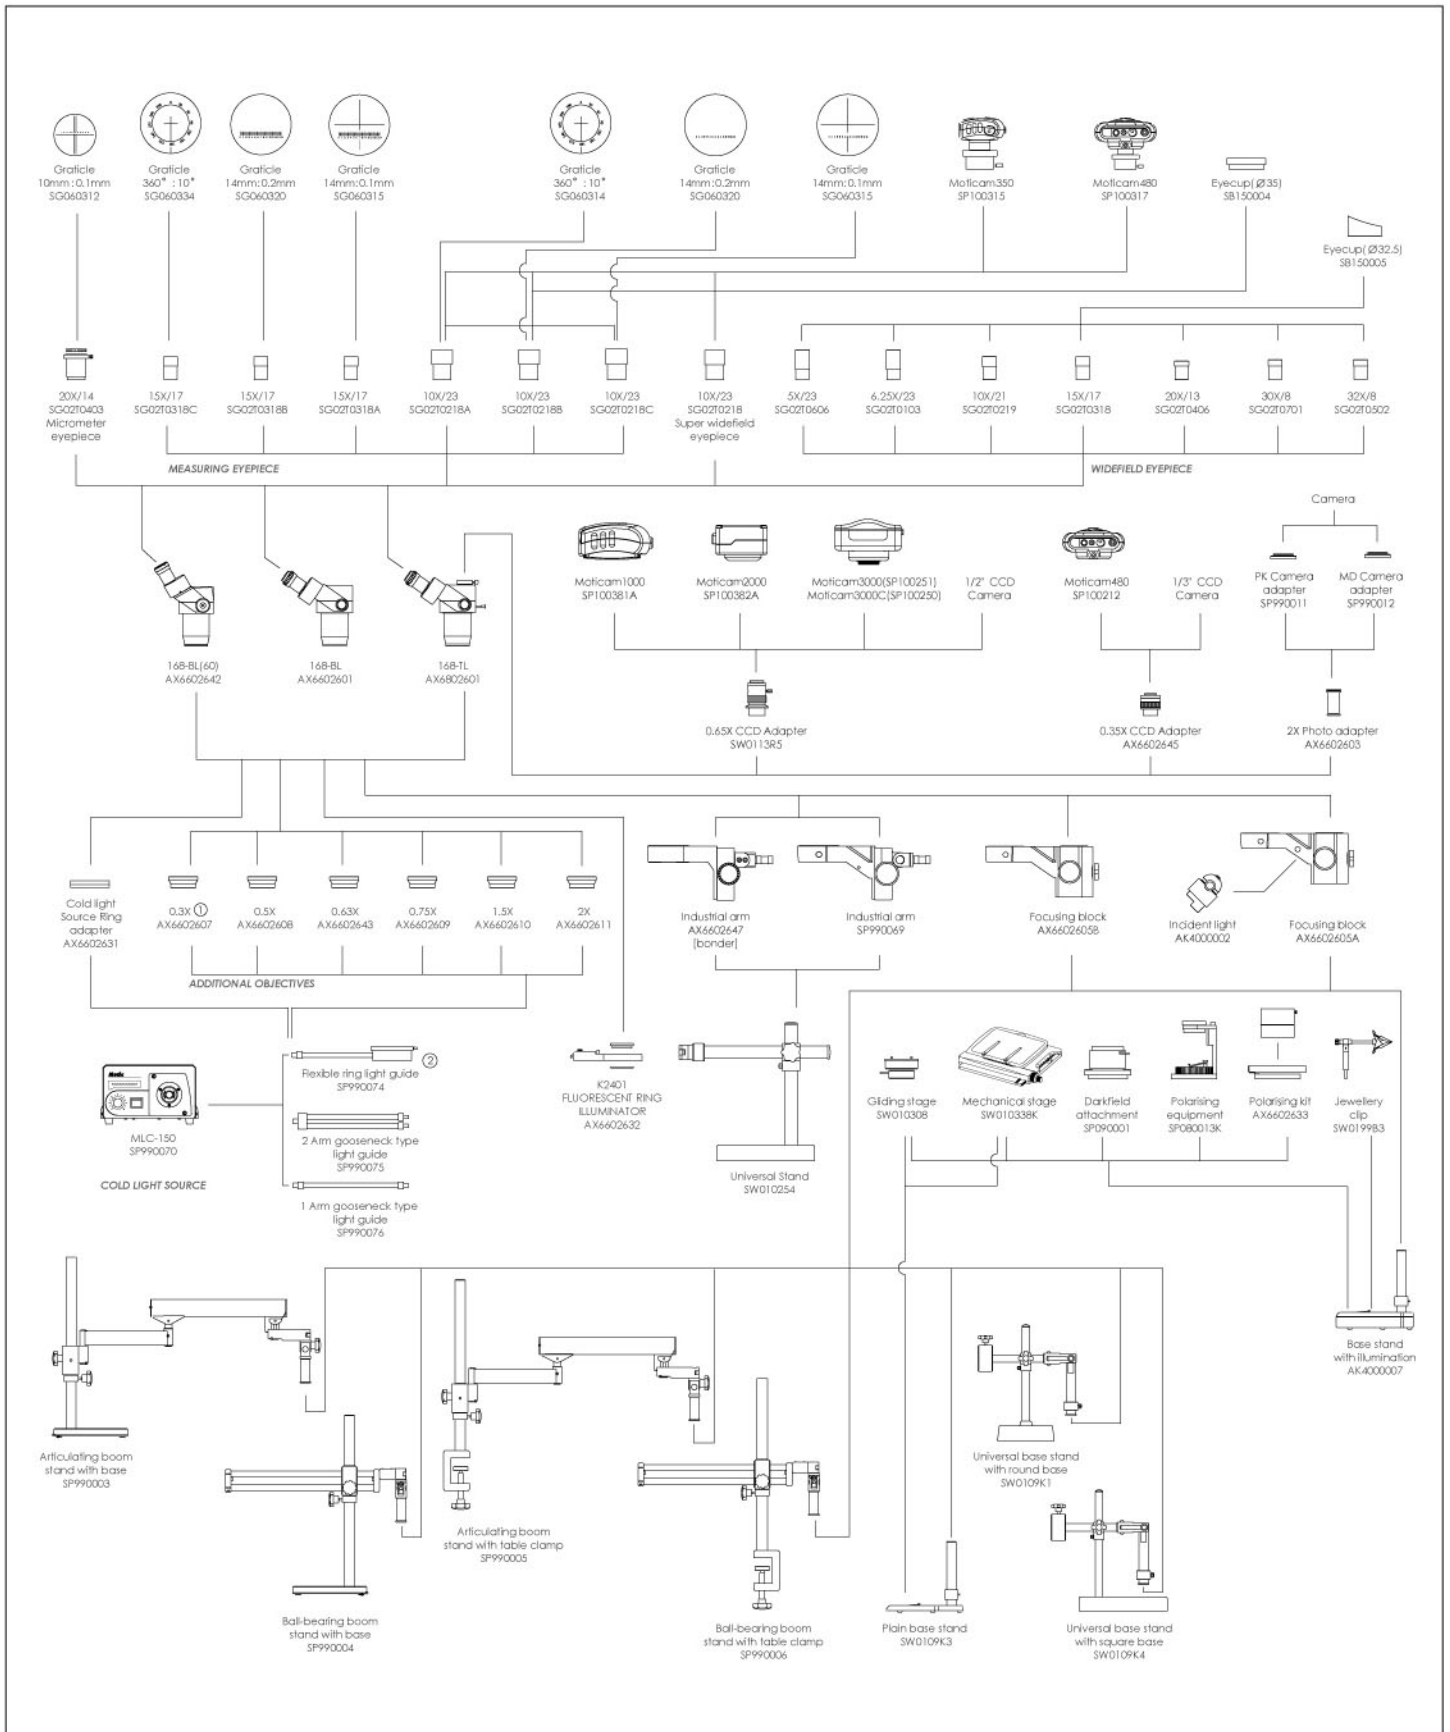 Graticle
10mm:0.1mm
SG060312
Graticle
360° :10°
SG060334
Graticle
14mm:0.2mm
SG060320
Graticle
14mm:0.1mm
SG060315
Graticle
360° :10°
SG060314
Graticle
14mm:0.2mm
SG060320
Graticle
14mm:0.1mm
SG060315
Moticam350
SP100315
Moticam480
SP100317
Eyecup(Ø35)
SB150004
Eyecup(Ø32.5)
SB150005
20X/14
SG02T0403
Micrometer
eyepiece
15X/17
SG02T0318C
15X/17
SG02T0318B
15X/17
SG02T0318A
10X/23
SG02T0218A
10X/23
SG02T0218B
10X/23
SG02T0218C
10X/23
SG02T0218
Super widefield
eyepiece
5X/23
SG02T0606
6.25X/23
SG02T0103
10X/21
SG02T0219
15X/17
SG02T0318
20X/13
SG02T0406
30X/8
SG02T0701
32X/8
SG02T0502
MEASURING EYEPIECE
WIDEFIELD EYEPIECE
Camera
Moticam1000
SP100381A
Moticam2000
SP100382A
Moticam3000(SP100251)
Moticam3000C(SP100250)
1/2" CCD
Camera
Moticam480
SP100212
1/3" CCD
Camera
PK Camera
adapter
SP990011
MD Camera
adapter
SP990012
168-BL(60)
AX6602642
168-BL
AX6602601
168-TL
AX6802601
0.65X CCD Adapter
SW0113R5
0.35X CCD Adapter
AX6602645
2X Photo adapter
AX6602603
Cold light
Source Ring
adapter
AX6602631
0.3X ①
AX6602607
0.5X
AX6602608
0.63X
AX6602643
0.75X
AX6602609
1.5X
AX6602610
2X
AX6602611
ADDITIONAL OBJECTIVES
Industrial arm
AX6602647
[bonder]
Industrial arm
SP990069
Focusing block
AX6602605B
Incident light
AK4000002
Focusing block
AX6602605A
Motic
MLC-150
SP990070
COLD LIGHT SOURCE
②
Flexible ring light guide
SP990074
2 Arm gooseneck type
light guide
SP990075
1 Arm gooseneck type
light guide
SP990076
K2401
FLUORESCENT RING
ILLUMINATOR
AX6602632
Universal Stand
SW010254
Gliding stage
SW010308
Mechanical stage
SW010338K
Darkfield
attachment
SP090001
Polarising
equipment
SP080013K
Polarising kit
AX6602633
Jewellery
clip
SW0199B3
Base stand
with illumination
AK4000007
Articulating boom
stand with base
SP990003
Ball-bearing boom
stand with base
SP990004
Articulating boom
stand with table clamp
SP990005
Ball-bearing boom
stand with table clamp
SP990006
Plain base stand
SW0109K3
Universal base stand
with round base
SW0109K1
Universal base stand
with square base
SW0109K4